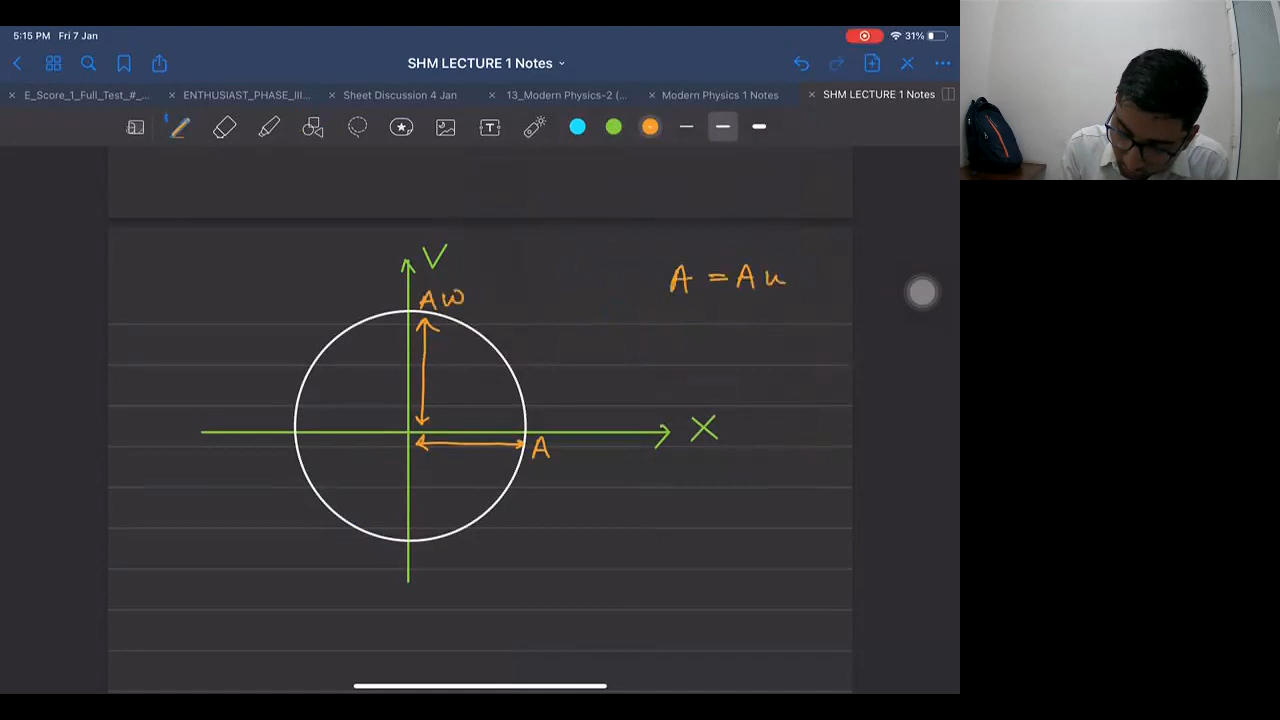 5:15 PM Fri 7 Jan
31%
SHM LECTURE 1 Notes
E_Score_1_Full_Test_#_...
ENTHUSIAST_PHASE_III...
Sheet Discussion 4 Jan
13_Modern Physics-2 (...
Modern Physics 1 Notes
SHM LECTURE 1 Notes
V
Aω
A = Au
X
A